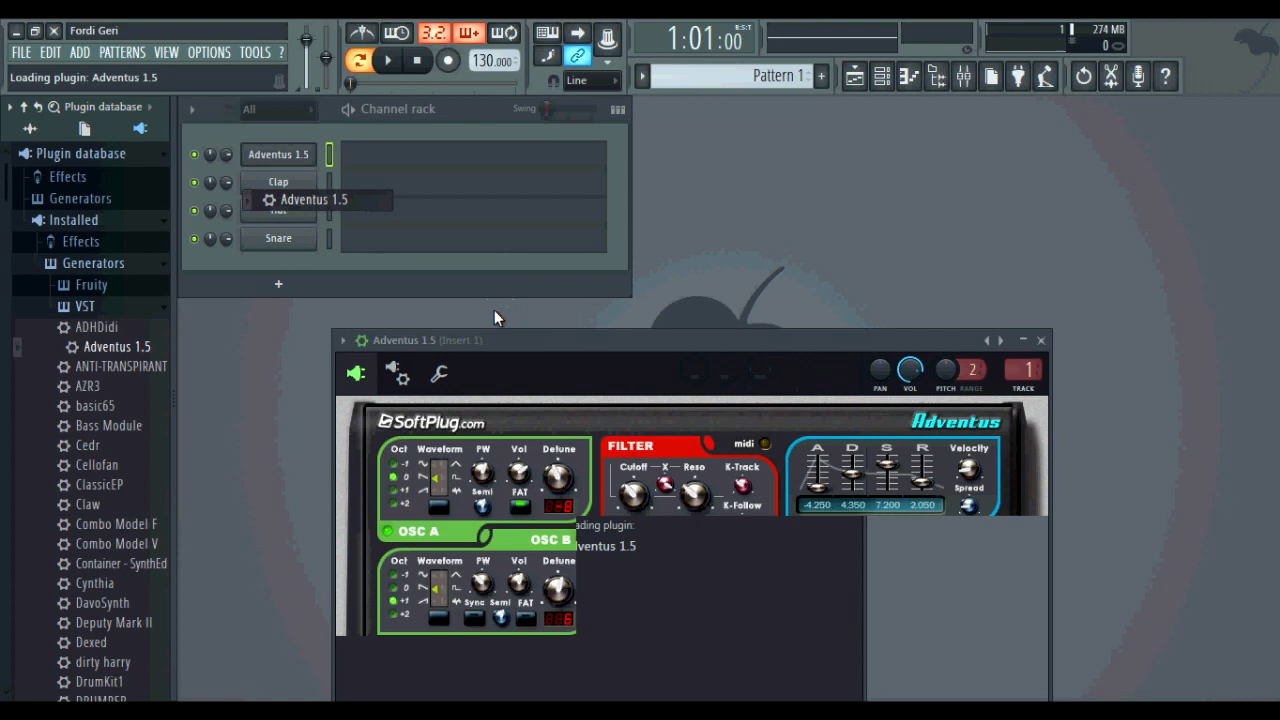 Fordi Geri
FILE EDIT ADD PATTERNS VIEW OPTIONS TOOLS ?
Loading plugin: Adventus 1.5
3.2.
130.000
1:01:00
B:S:T
Line
Pattern 1
+
1
274 MB
0
?
Plugin database
Plugin database
Effects
Generators
Installed
Effects
Generators
Fruity
VST
ADHDidi
Adventus 1.5
ANTI-TRANSPIRANT
AZR3
basic65
Bass Module
Cedr
Cellofan
ClassicEP
Claw
Combo Model F
Combo Model V
Container - SynthEd
Cynthia
DavoSynth
Deputy Mark II
Dexed
dirty harry
DrumKit1
DRUMPER
All
Channel rack
Swing
Adventus 1.5
Clap
Adventus 1.5
Snare
+
Adventus 1.5 (Insert 1)
PAN
VOL
PITCH
RANGE
2
TRACK
1
SoftPlug.com
Adventus
Oct Waveform PW Vol Detune
-1
0
+1
+2
Semi FAT
-8
OSC A
OSC B
Oct Waveform PW Vol Detune
-1
0
+1
+2
Sync Semi FAT
6
FILTER
midi
Cutoff X Reso K-Track
K-Follow
A D S R
Velocity
Spread
-4.250 4.350 7.200 2.050
ading plugin:
dventus 1.5